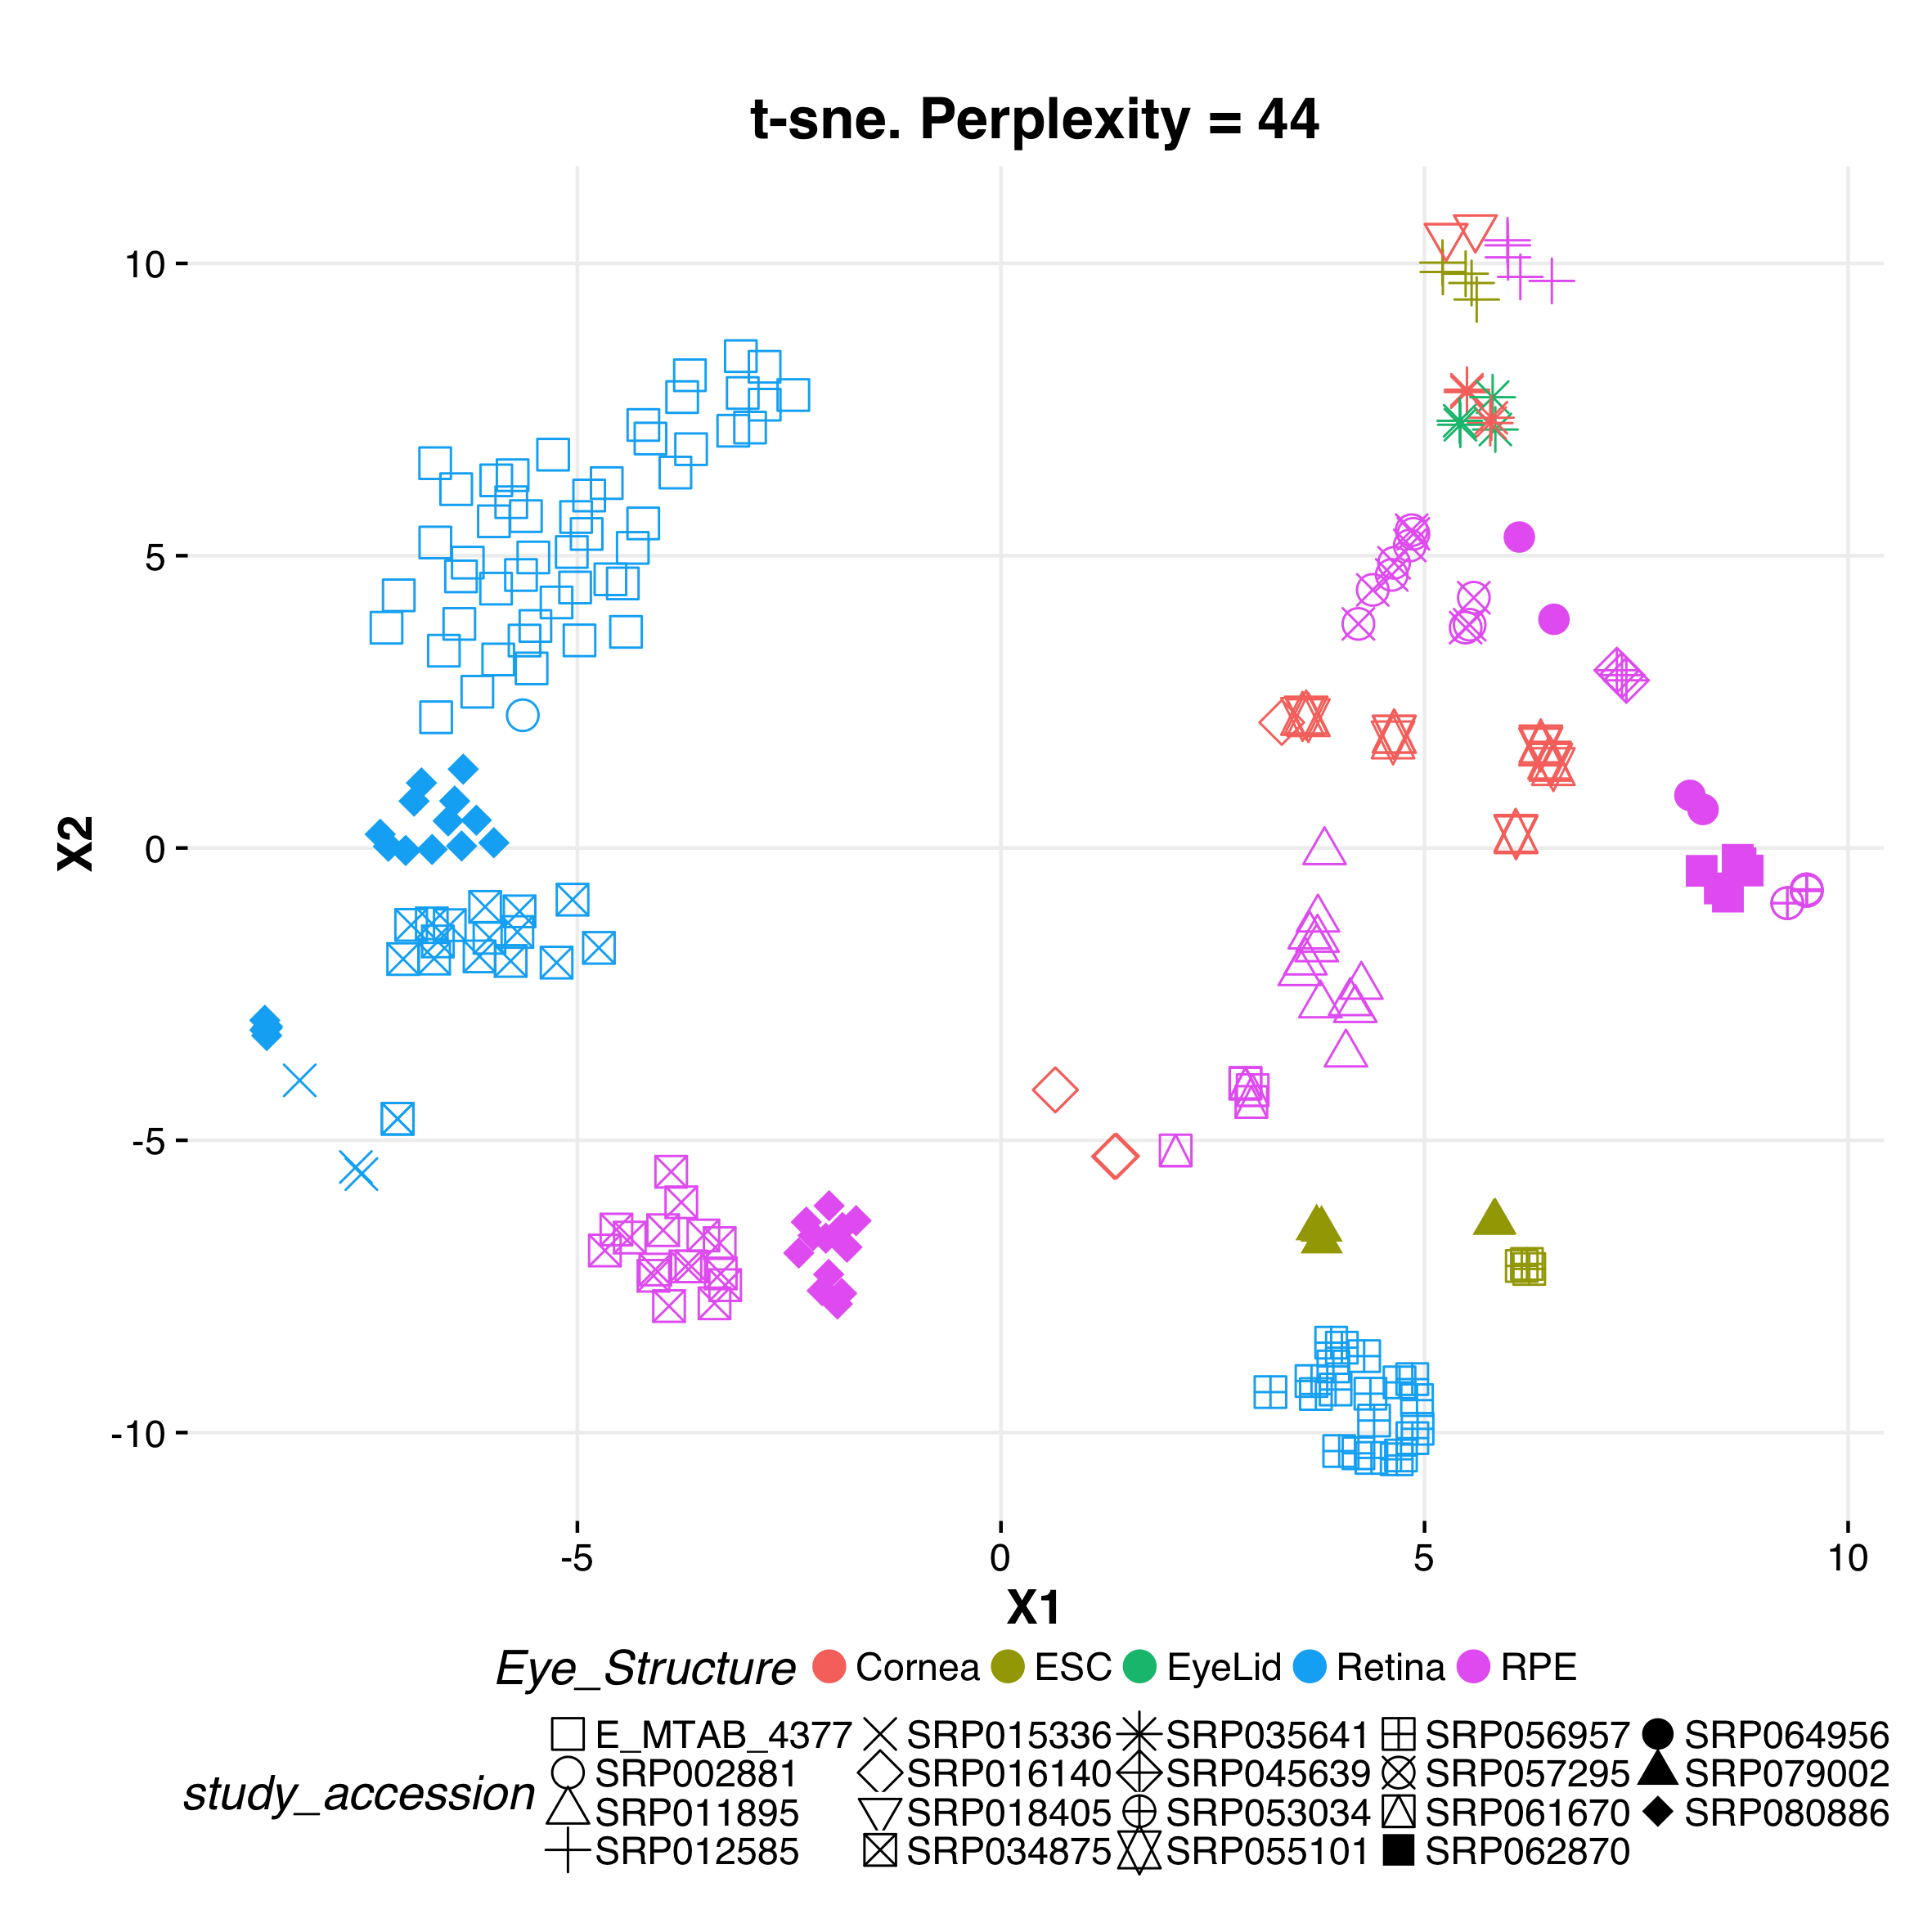 t-sne. Perplexity = 44
10
5
0
-5
-10
X2
-5 0 5 10
X1
Eye_Structure Cornea ESC EyeLid Retina RPE
E_MTAB_4377 SRP015336 SRP035641 SRP056957 SRP064956
SRP002881 SRP016140 SRP045639 SRP057295 SRP079002
study_accession
SRP011895 SRP018405 SRP053034 SRP061670 SRP080886
SRP012585 SRP034875 SRP055101 SRP062870